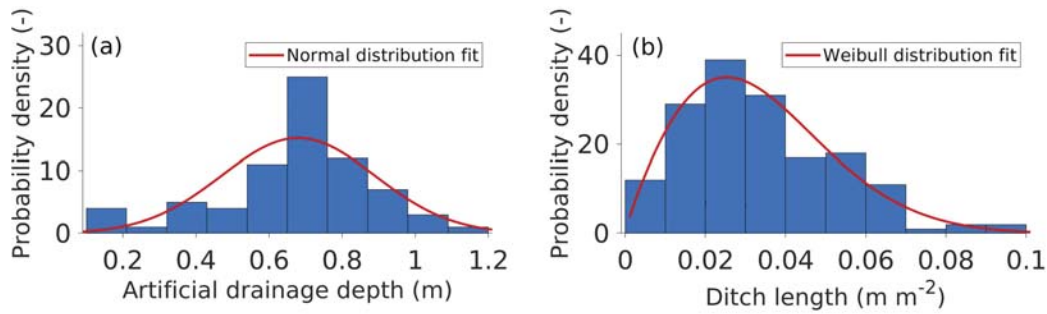 (a)
Normal distribution fit
Probability density (-)
30
20
10
0
0.2 0.4 0.6 0.8 1 1.2
Artificial drainage depth (m)
(b)
Weibull distribution fit
Probability density (-)
40
20
0
0 0.02 0.04 0.06 0.08 0.1
Ditch length (m m⁻²)